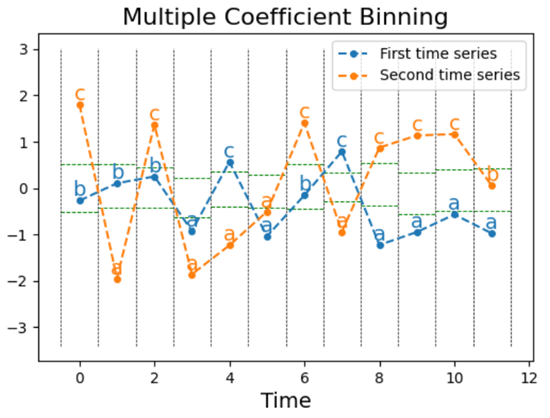 Multiple Coefficient Binning
First time series
Second time series
3
2
1
0
−1
−2
−3
c
c
c
c
c
c
c
c
b
b
b
b
b
a
a
a
a
a
a
a
a
a
a
0
2
4
6
8
10
12
Time